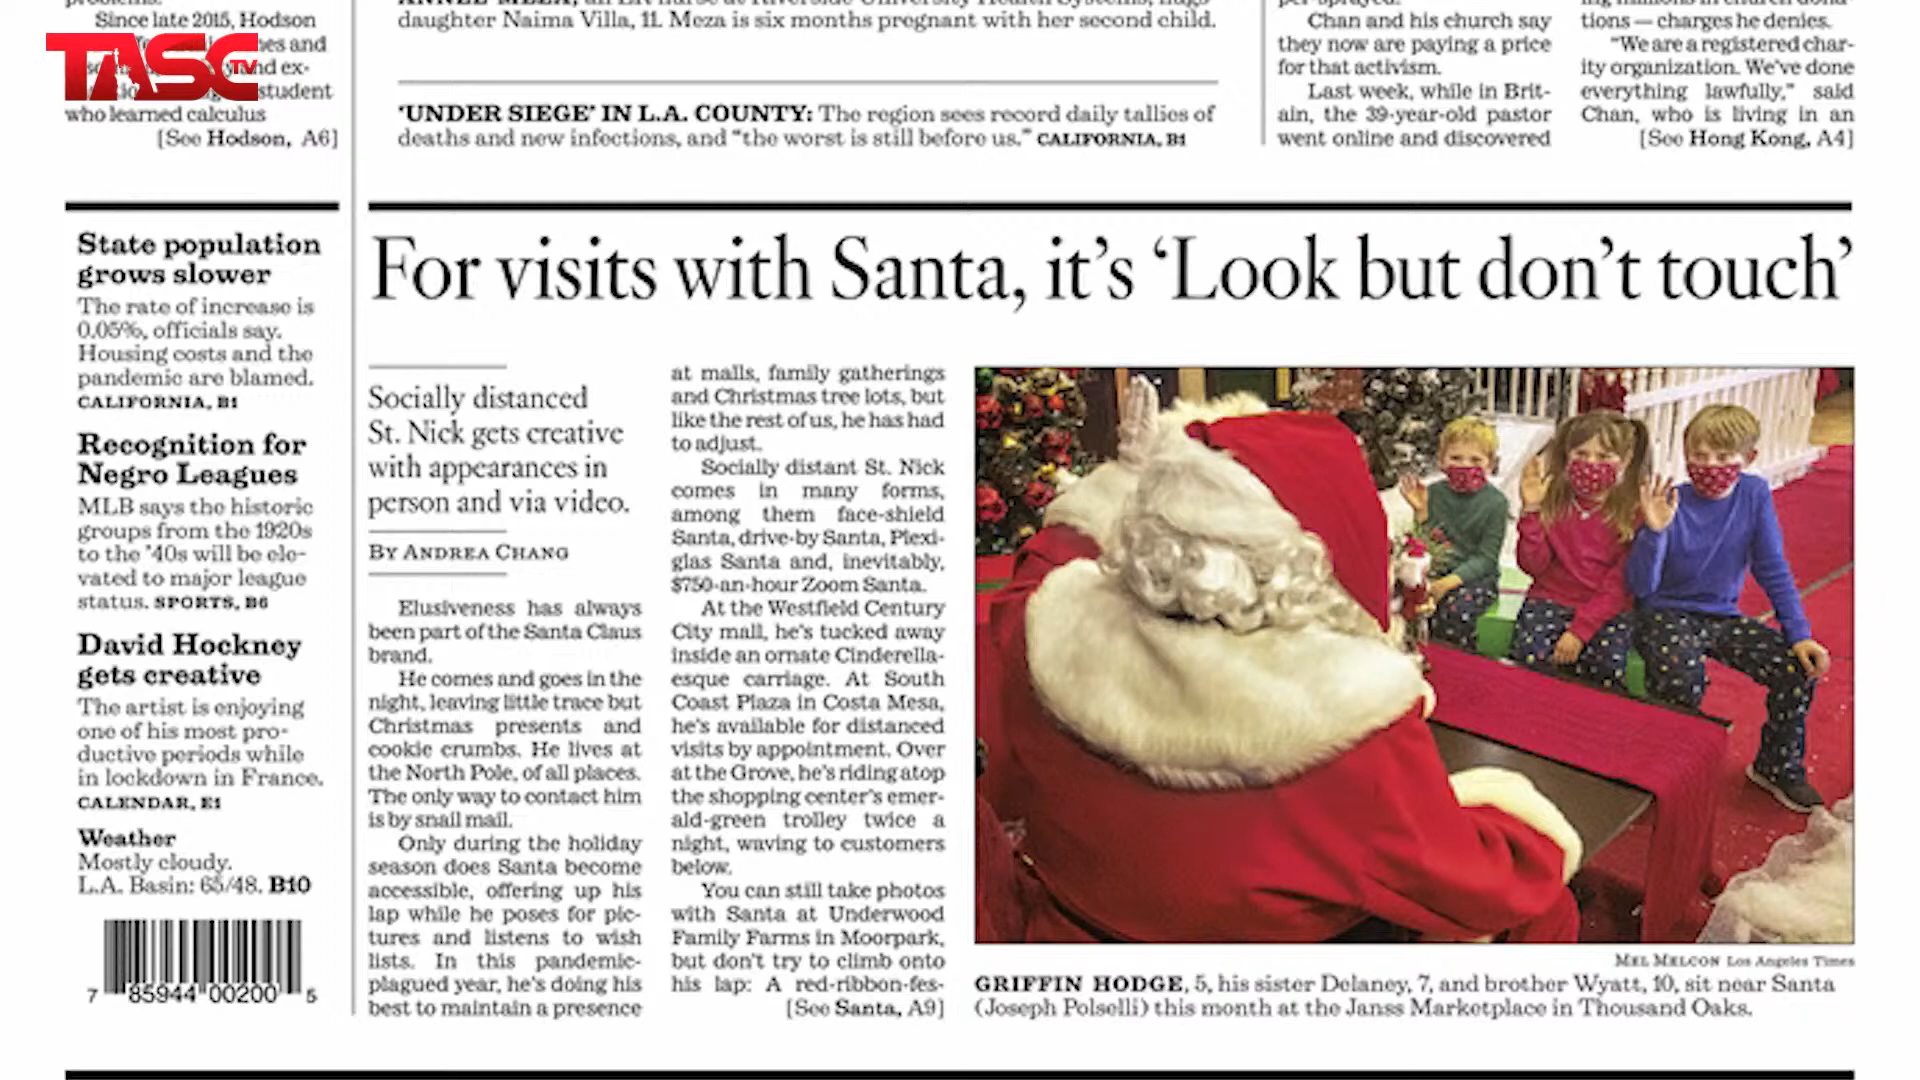 Since late 2015, Hodson
nes and
and ex-
student
who learned calculus
[See Hodson, A6]
TASC TV
daughter Naima Villa, 11. Meza is six months pregnant with her second child.
'UNDER SIEGE' IN L.A. COUNTY: The region sees record daily tallies of
deaths and new infections, and "the worst is still before us." CALIFORNIA, B1
Chan and his church say
they now are paying a price
for that activism.
Last week, while in Brit-
ain, the 39-year-old pastor
went online and discovered
tions — charges he denies.
"We are a registered char-
ity organization. We've done
everything lawfully," said
Chan, who is living in an
[See Hong Kong, A4]
State population
grows slower
The rate of increase is
0.05%, officials say.
Housing costs and the
pandemic are blamed.
CALIFORNIA, B1
Recognition for
Negro Leagues
MLB says the historic
groups from the 1920s
to the '40s will be ele-
vated to major league
status. SPORTS, B6
David Hockney
gets creative
The artist is enjoying
one of his most pro-
ductive periods while
in lockdown in France.
CALENDAR, E1
Weather
Mostly cloudy.
L.A. Basin: 65/48. B10
7 85944 00200 5
For visits with Santa, it's 'Look but don't touch'
Socially distanced
St. Nick gets creative
with appearances in
person and via video.
BY ANDREA CHANG
Elusiveness has always
been part of the Santa Claus
brand.
He comes and goes in the
night, leaving little trace but
Christmas presents and
cookie crumbs. He lives at
the North Pole, of all places.
The only way to contact him
is by snail mail.
Only during the holiday
season does Santa become
accessible, offering up his
lap while he poses for pic-
tures and listens to wish
lists. In this pandemic-
plagued year, he's doing his
best to maintain a presence
at malls, family gatherings
and Christmas tree lots, but
like the rest of us, he has had
to adjust.
Socially distant St. Nick
comes in many forms,
among them face-shield
Santa, drive-by Santa, Plexi-
glas Santa and, inevitably,
$750-an-hour Zoom Santa.
At the Westfield Century
City mall, he's tucked away
inside an ornate Cinderella-
esque carriage. At South
Coast Plaza in Costa Mesa,
he's available for distanced
visits by appointment. Over
at the Grove, he's riding atop
the shopping center's emer-
ald-green trolley twice a
night, waving to customers
below.
You can still take photos
with Santa at Underwood
Family Farms in Moorpark,
but don't try to climb onto
his lap: A red-ribbon-fes-
[See Santa, A9]
MEL MELCON Los Angeles Times
GRIFFIN HODGE, 5, his sister Delaney, 7, and brother Wyatt, 10, sit near Santa
(Joseph Polselli) this month at the Janss Marketplace in Thousand Oaks.